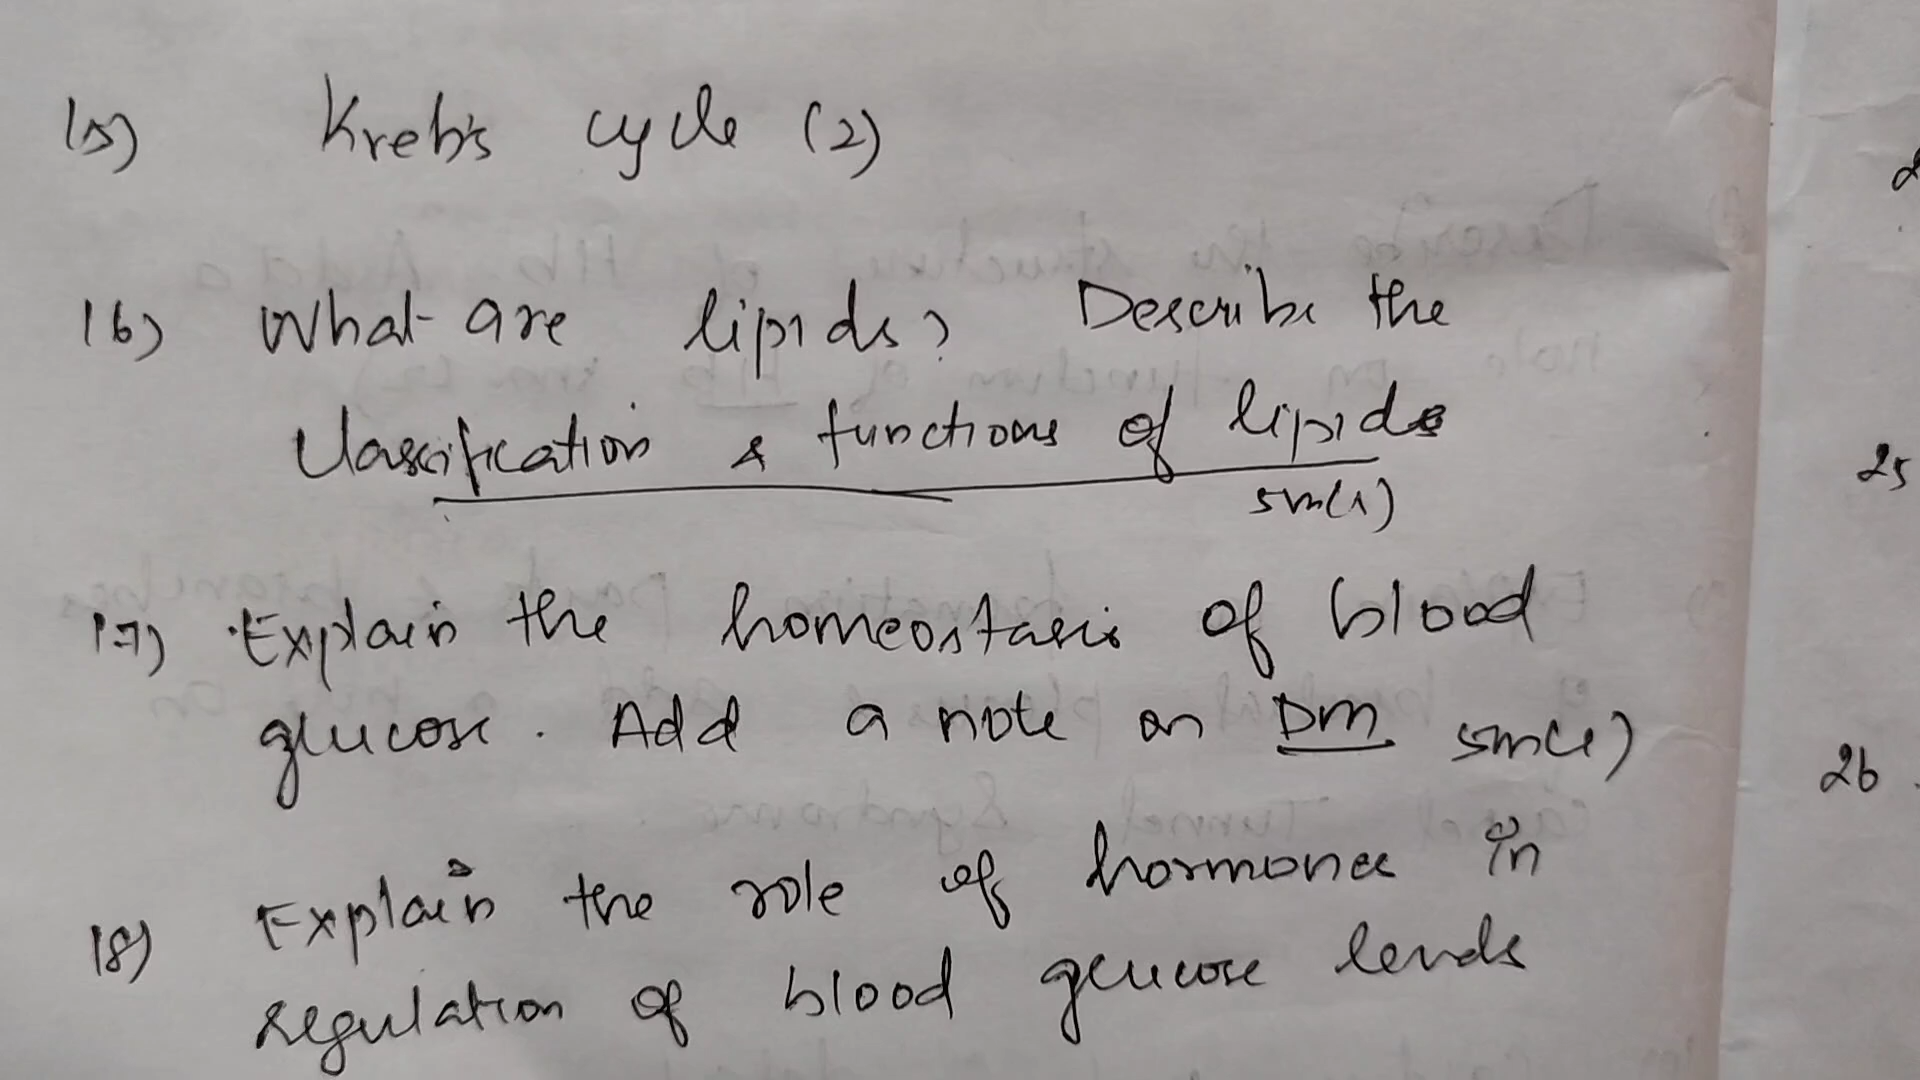 15) Kreb's cycle (2)
16) What are lipids? Describe the
Classification & functions of lipids
5m(1)
17) Explain the homeostasis of blood
glucose. Add a note on Dm 5m(1)
18) Explain the role of hormones in
regulation of blood glucose levels
25
26